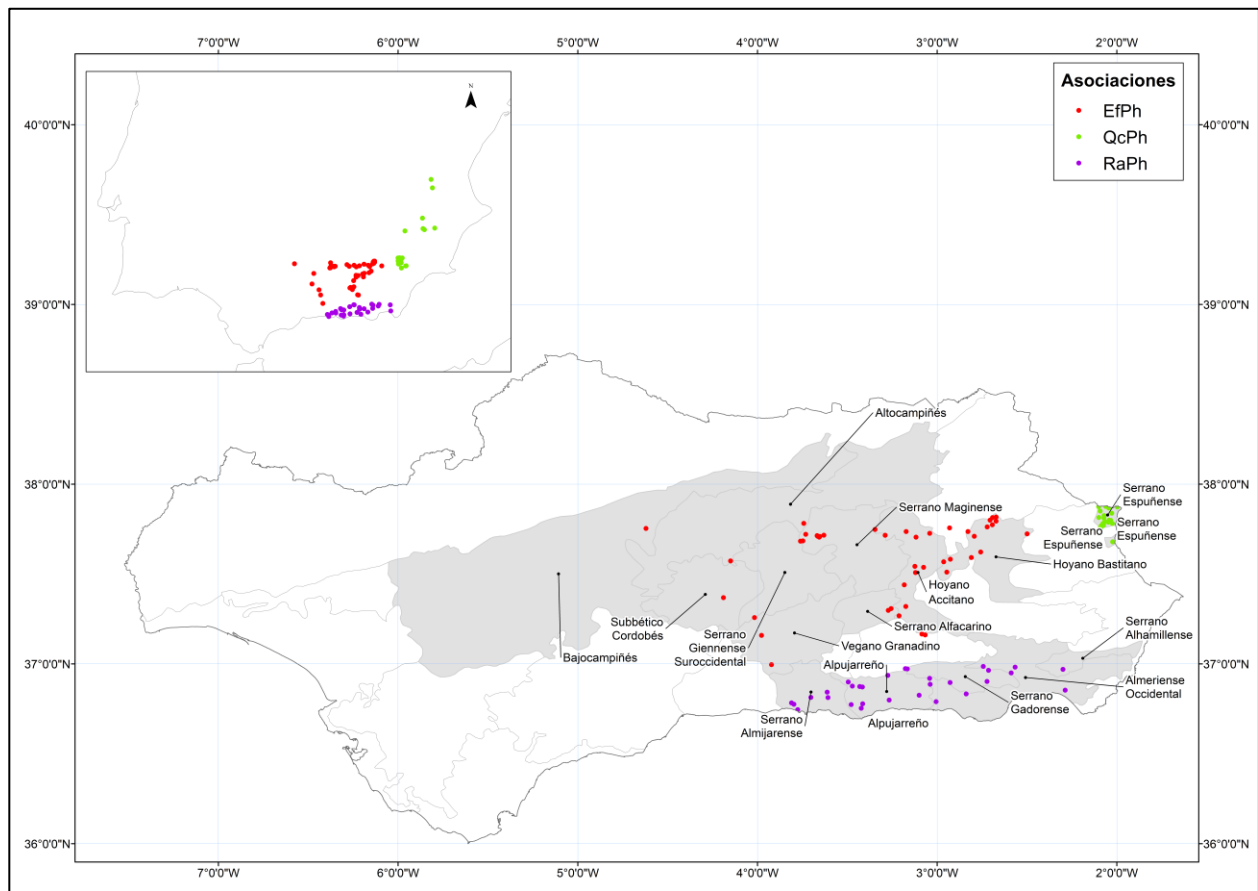 7°0'0"W 6°0'0"W 5°0'0"W 4°0'0"W 3°0'0"W 2°0'0"W
N
Asociaciones
EfPh
QcPh
RaPh
40°0'0"N 40°0'0"N
39°0'0"N 39°0'0"N
Altocampiñés
38°0'0"N 38°0'0"N
Serrano
Espuñense
Serrano Maginense
Serrano
Espuñense
Serrano
Espuñense
Hoyano Bastitano
Hoyano
Accitano
Subbético
Cordobés
Serrano Alfacarino
Serrano
Alhamillense
Serrano
Giennense
Suroccidental
Vegano Granadino
Bajocampiñés
37°0'0"N 37°0'0"N
Alpujarreño
Almeriense
Occidental
Serrano
Gadorense
Serrano
Almijarense
Alpujarreño
36°0'0"N 36°0'0"N
7°0'0"W 6°0'0"W 5°0'0"W 4°0'0"W 3°0'0"W 2°0'0"W